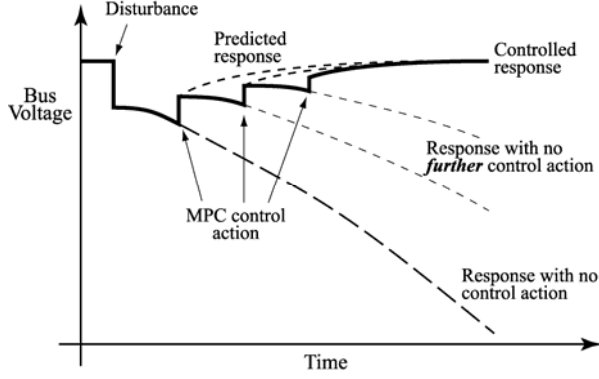 Disturbance
Predicted
response
Controlled
response
Bus
Voltage
Response with no
further control action
MPC control
action
Response with no
control action
Time